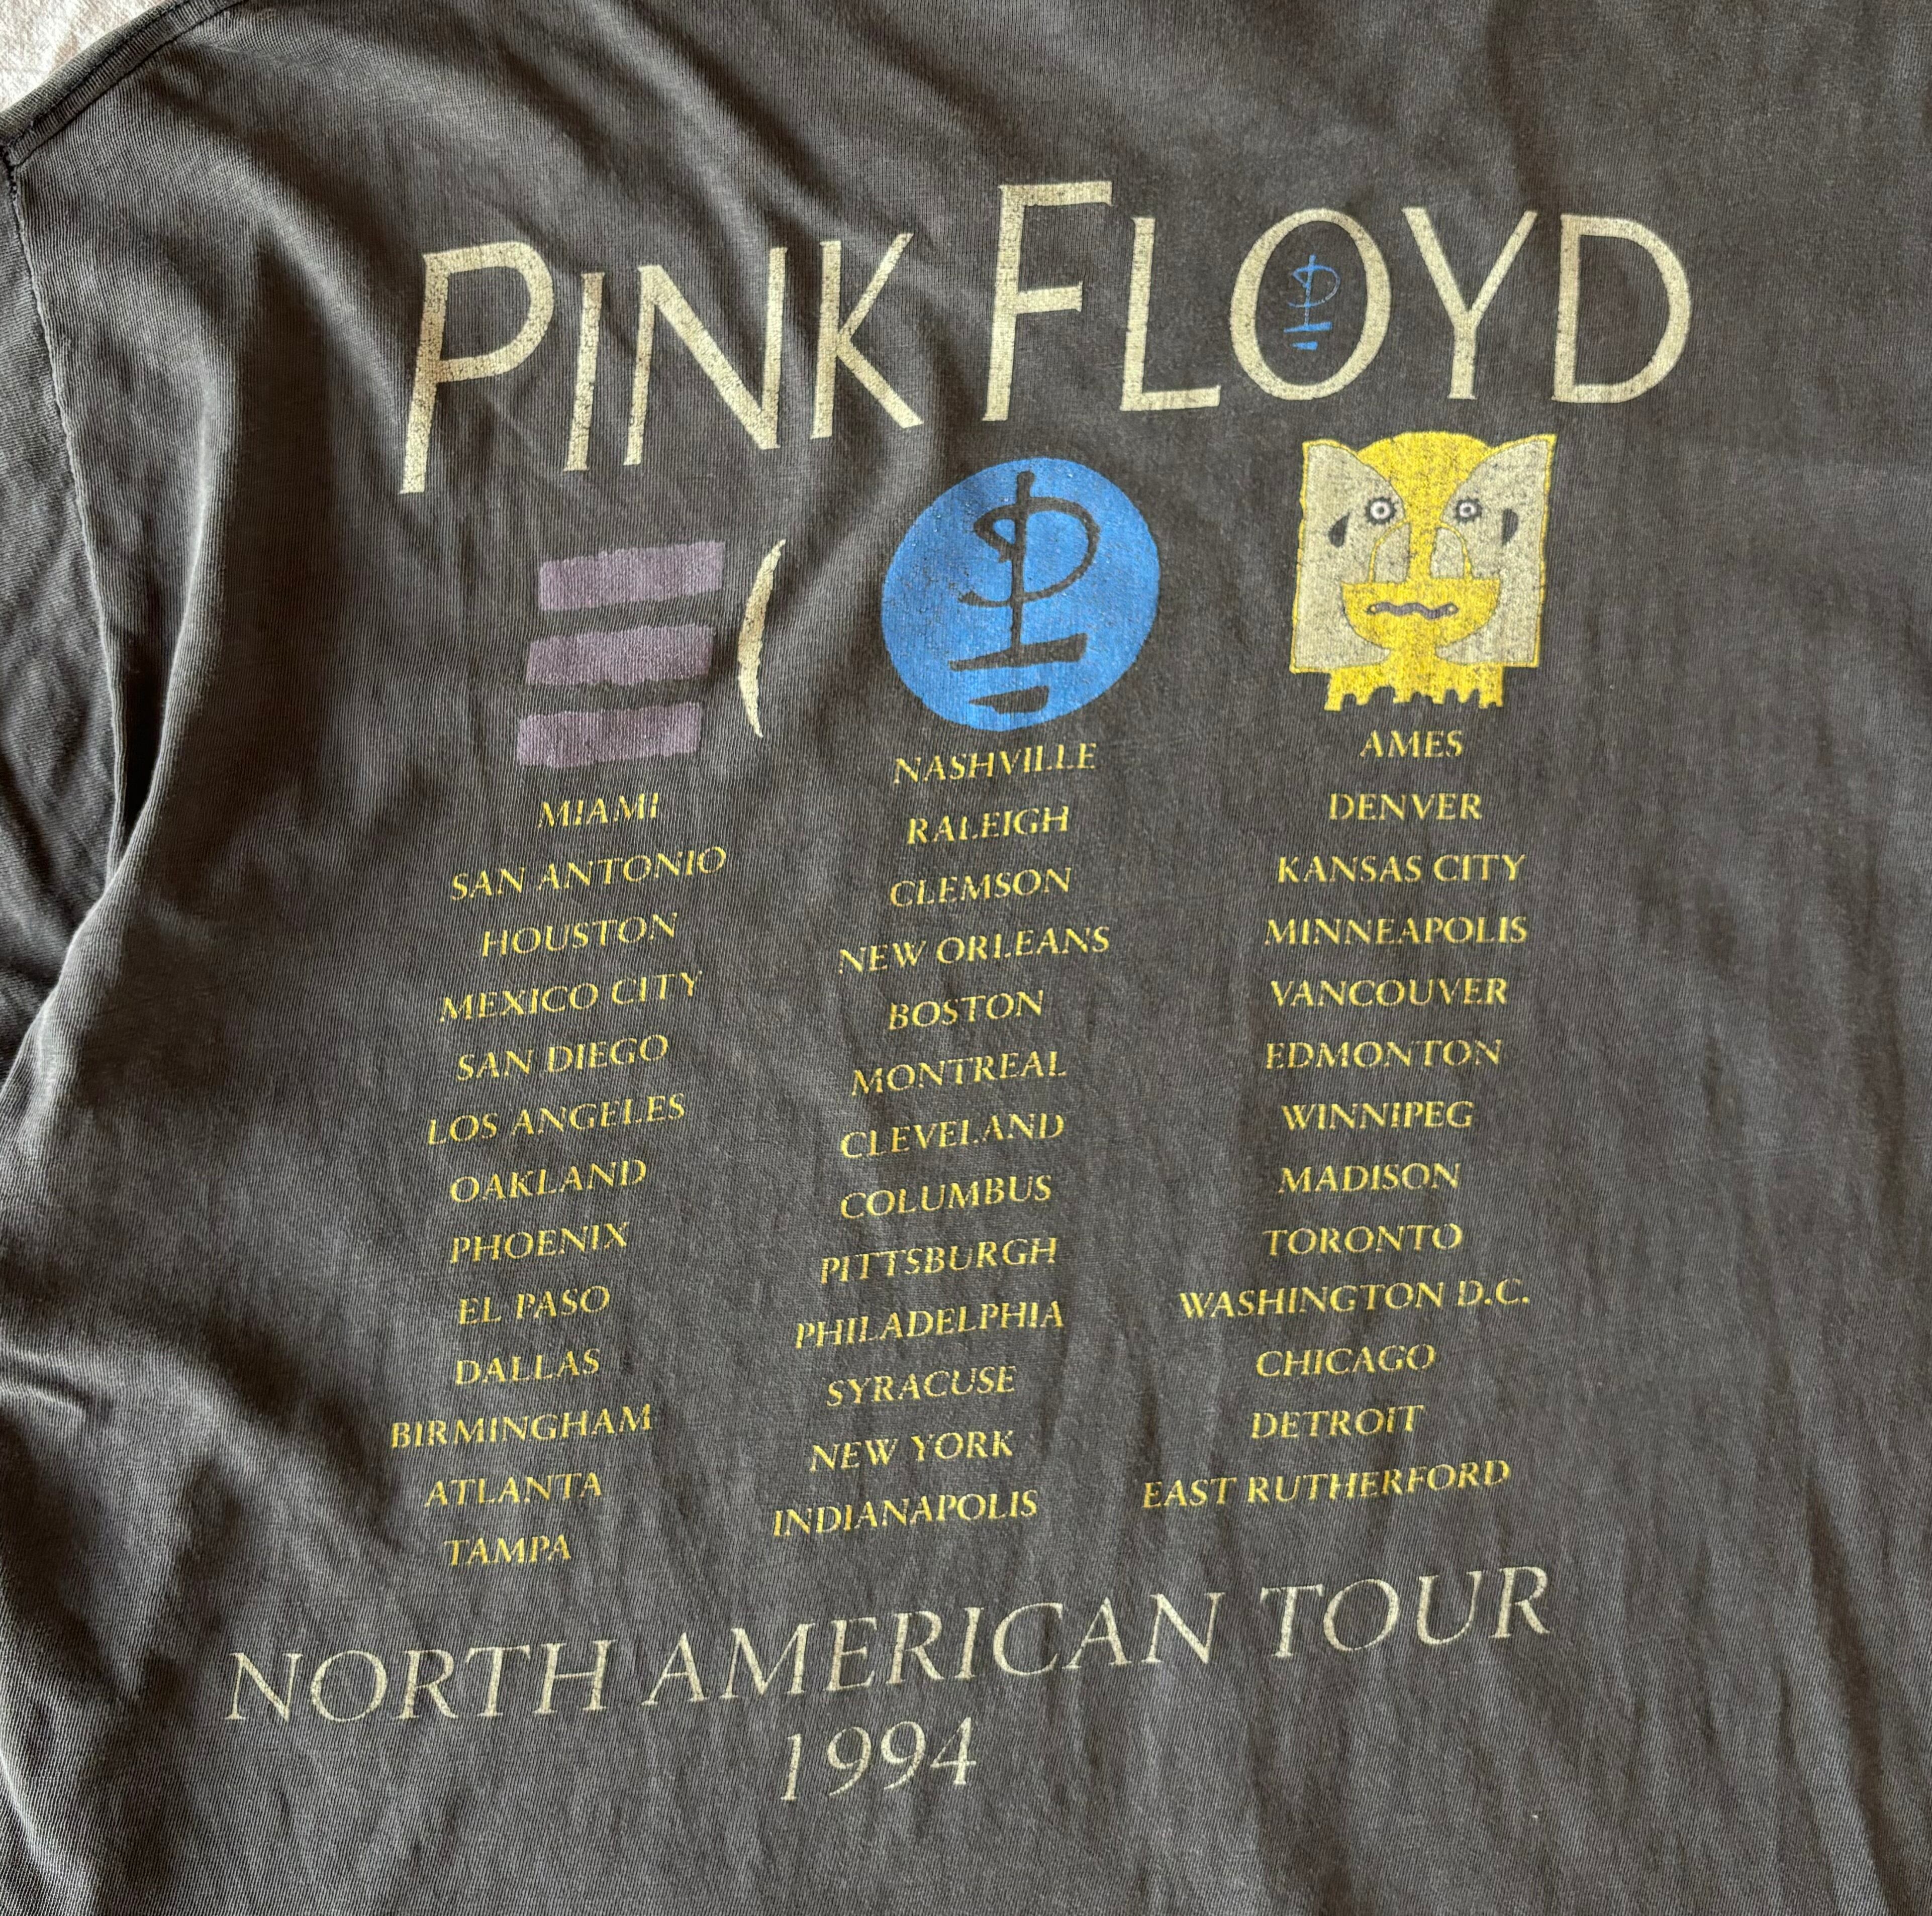 PINK FLOYD
MIAMI
SAN ANTONIO
HOUSTON
MEXICO CITY
SAN DIEGO
LOS ANGELES
OAKLAND
PHOENIX
EL PASO
DALLAS
BIRMINGHAM
ATLANTA
TAMPA
NASHVILLE
RALEIGH
CLEMSON
NEW ORLEANS
BOSTON
MONTREAL
CLEVELAND
COLUMBUS
PITTSBURGH
PHILADELPHIA
SYRACUSE
NEW YORK
INDIANAPOLIS
AMES
DENVER
KANSAS CITY
MINNEAPOLIS
VANCOUVER
EDMONTON
WINNIPEG
MADISON
TORONTO
WASHINGTON D.C.
CHICAGO
DETROIT
EAST RUTHERFORD
NORTH AMERICAN TOUR
1994